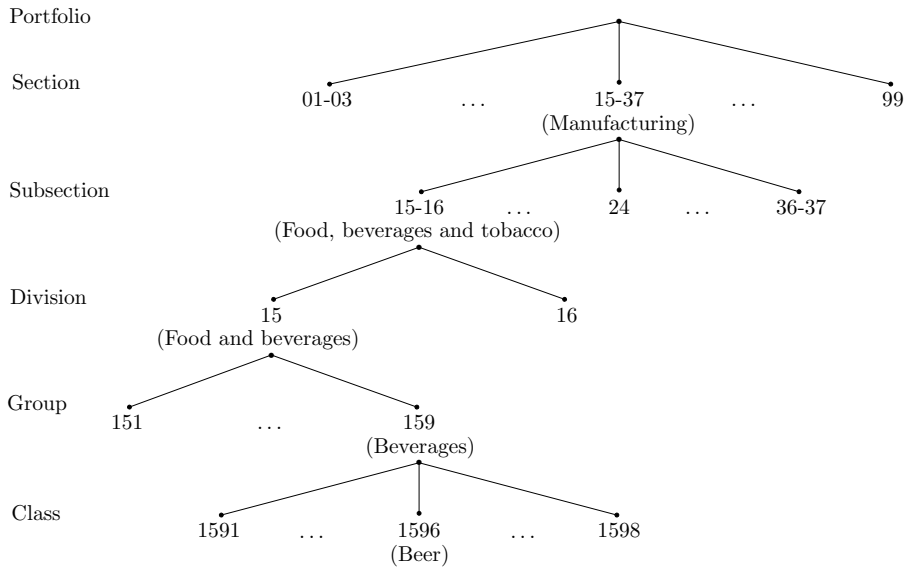 Portfolio
Section
01-03 ... 15-37 ... 99
(Manufacturing)
Subsection
15-16 ... 24 ... 36-37
(Food, beverages and tobacco)
Division
15 16
(Food and beverages)
Group
151 ... 159
(Beverages)
Class
1591 ... 1596 ... 1598
(Beer)